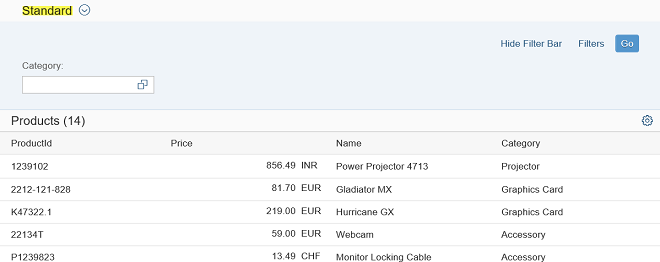 Standard
Hide Filter Bar Filters Go
Category:
Products (14)
ProductId Price Name Category
1239102 856.49 INR Power Projector 4713 Projector
2212-121-828 81.70 EUR Gladiator MX Graphics Card
K47322.1 219.00 EUR Hurricane GX Graphics Card
22134T 59.00 EUR Webcam Accessory
P1239823 13.49 CHF Monitor Locking Cable Accessory